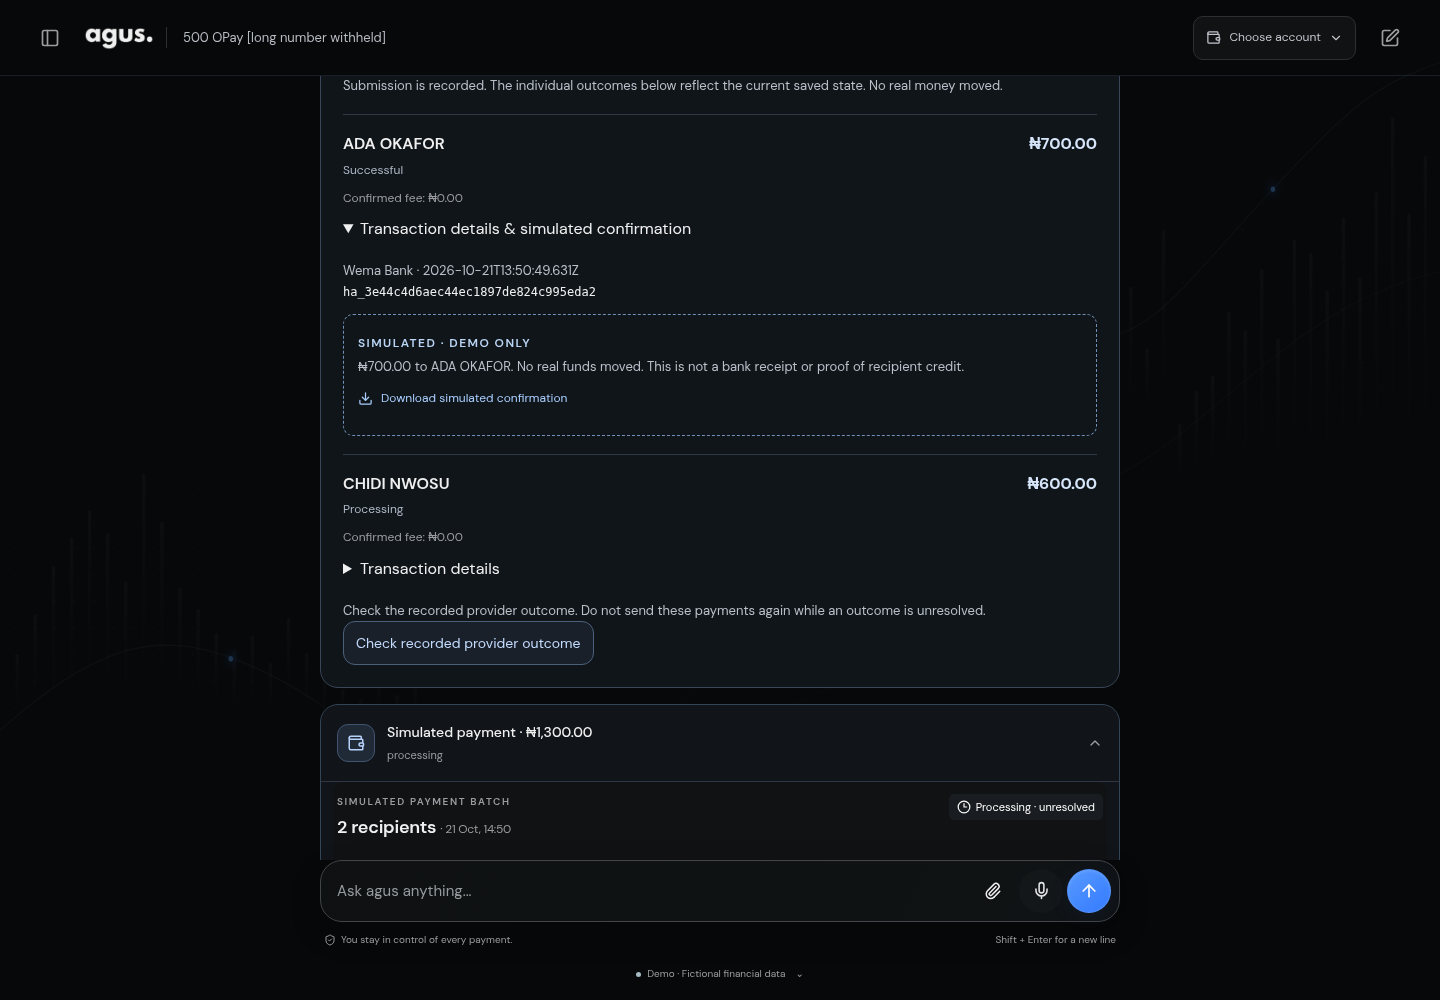 agus.
500 OPay [long number withheld]
Choose account
Submission is recorded. The individual outcomes below reflect the current saved state. No real money moved.
ADA OKAFOR
₦700.00
Successful
Confirmed fee: ₦0.00
Transaction details & simulated confirmation
Wema Bank · 2026-10-21T13:50:49.631Z
ha_3e44c4d6aec44ec1897de824c995eda2
SIMULATED · DEMO ONLY
₦700.00 to ADA OKAFOR. No real funds moved. This is not a bank receipt or proof of recipient credit.
Download simulated confirmation
CHIDI NWOSU
₦600.00
Processing
Confirmed fee: ₦0.00
Transaction details
Check the recorded provider outcome. Do not send these payments again while an outcome is unresolved.
Check recorded provider outcome
Simulated payment · ₦1,300.00
processing
SIMULATED PAYMENT BATCH
Processing · unresolved
2 recipients · 21 Oct, 14:50
Ask agus anything...
You stay in control of every payment.
Shift + Enter for a new line
Demo · Fictional financial data